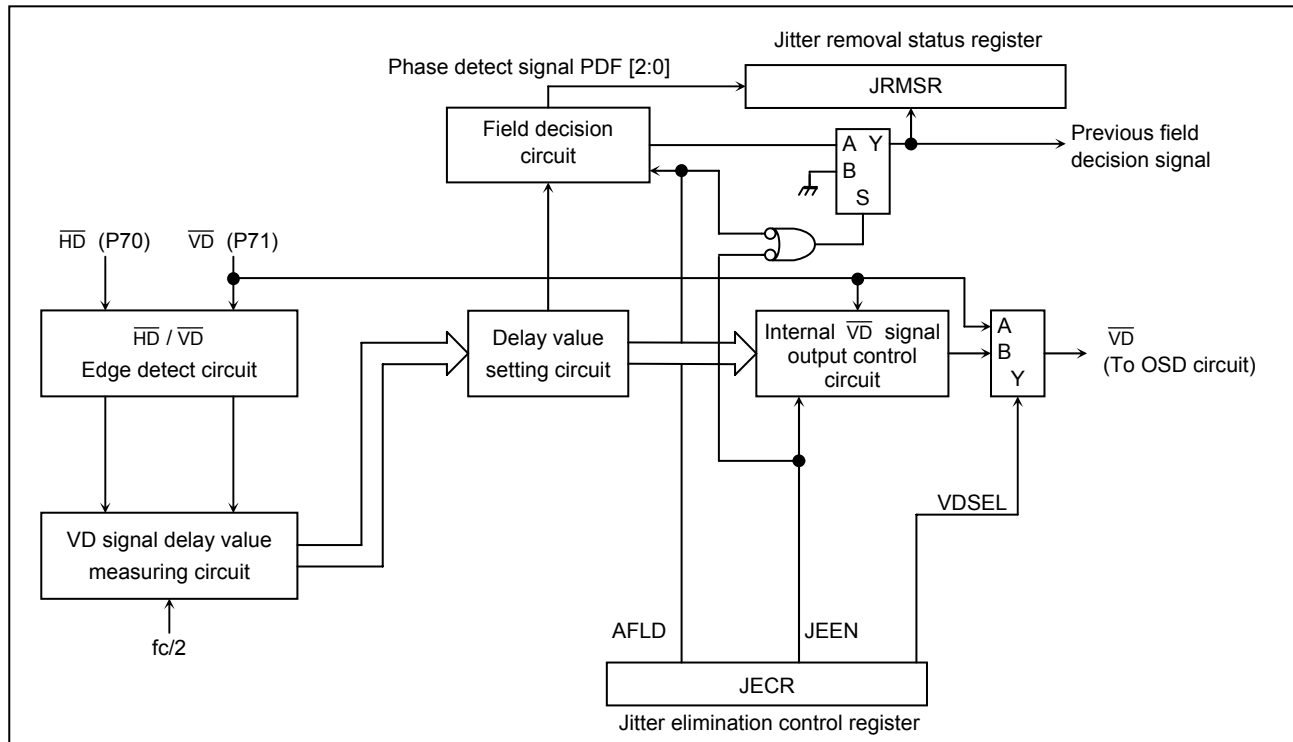 Jitter removal status register
Phase detect signal PDF [2:0]
JRMSR
Field decision
circuit
A Y
B
S
Previous field
decision signal
HD (P70)
VD (P71)
HD / VD
Edge detect circuit
Delay value
setting circuit
Internal VD signal
output control
circuit
A
B
Y
VD
(To OSD circuit)
VDSEL
VD signal delay value
measuring circuit
fc/2
AFLD
JEEN
JECR
Jitter elimination control register